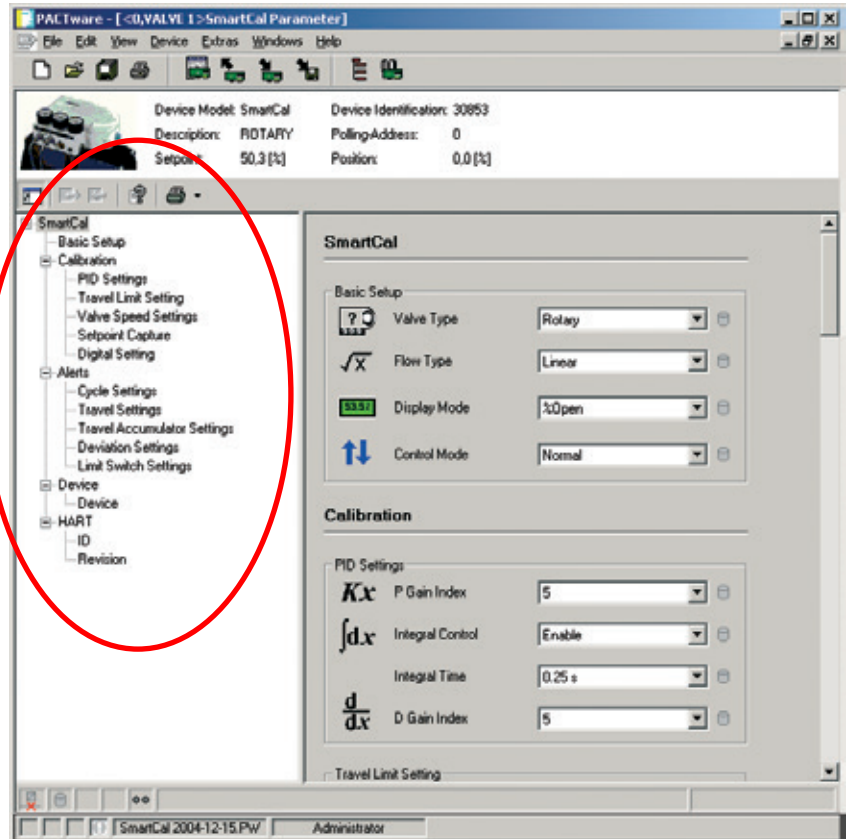 PACTware - [<0,VALVE 1>SmartCal Parameter]
File Edit View Device Extras Windows Help
Device Model: SmartCal Device Identification: 30853
Description: ROTARY Polling-Address: 0
Setpoint: 50,3 [%] Position: 0,0 [%]
SmartCal
Basic Setup
Calibration
PID Settings
Travel Limit Setting
Valve Speed Settings
Setpoint Capture
Digital Setting
Alerts
Cycle Settings
Travel Settings
Travel Accumulator Settings
Deviation Settings
Limit Switch Settings
Device
Device
HART
ID
Revision
SmartCal
Basic Setup
Valve Type Rotary
√x Flow Type Linear
Display Mode %Open
Control Mode Normal
Calibration
PID Settings
Kx P Gain Index 5
∫dx Integral Control Enable
Integral Time 0.25 s
d/dx D Gain Index 5
Travel Limit Setting
SmartCal 2004-12-15.PW Administrator